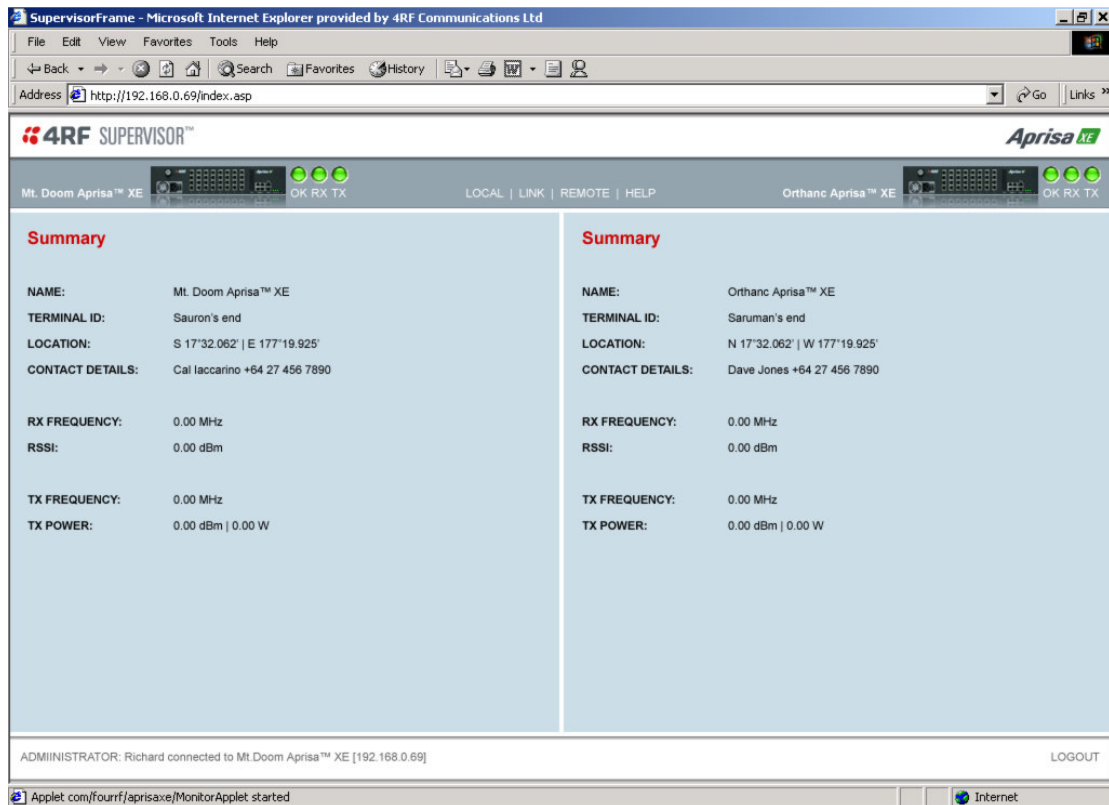 SupervisorFrame - Microsoft Internet Explorer provided by 4RF Communications Ltd
File Edit View Favorites Tools Help
Back Search Favorites History
Address http://192.168.0.69/index.asp Go Links »
4RF SUPERVISOR™ Aprisa XE
Mt. Doom Aprisa™ XE OK RX TX LOCAL | LINK | REMOTE | HELP Orthanc Aprisa™ XE OK RX TX
Summary
NAME: Mt. Doom Aprisa™ XE
TERMINAL ID: Sauron's end
LOCATION: S 17°32.062' | E 177°19.925'
CONTACT DETAILS: Cal Iaccarino +64 27 456 7890
RX FREQUENCY: 0.00 MHz
RSSI: 0.00 dBm
TX FREQUENCY: 0.00 MHz
TX POWER: 0.00 dBm | 0.00 W
Summary
NAME: Orthanc Aprisa™ XE
TERMINAL ID: Saruman's end
LOCATION: N 17°32.062' | W 177°19.925'
CONTACT DETAILS: Dave Jones +64 27 456 7890
RX FREQUENCY: 0.00 MHz
RSSI: 0.00 dBm
TX FREQUENCY: 0.00 MHz
TX POWER: 0.00 dBm | 0.00 W
ADMIINISTRATOR: Richard connected to Mt.Doom Aprisa™ XE [192.168.0.69] LOGOUT
Applet com/fourrf/aprisaxe/MonitorApplet started Internet